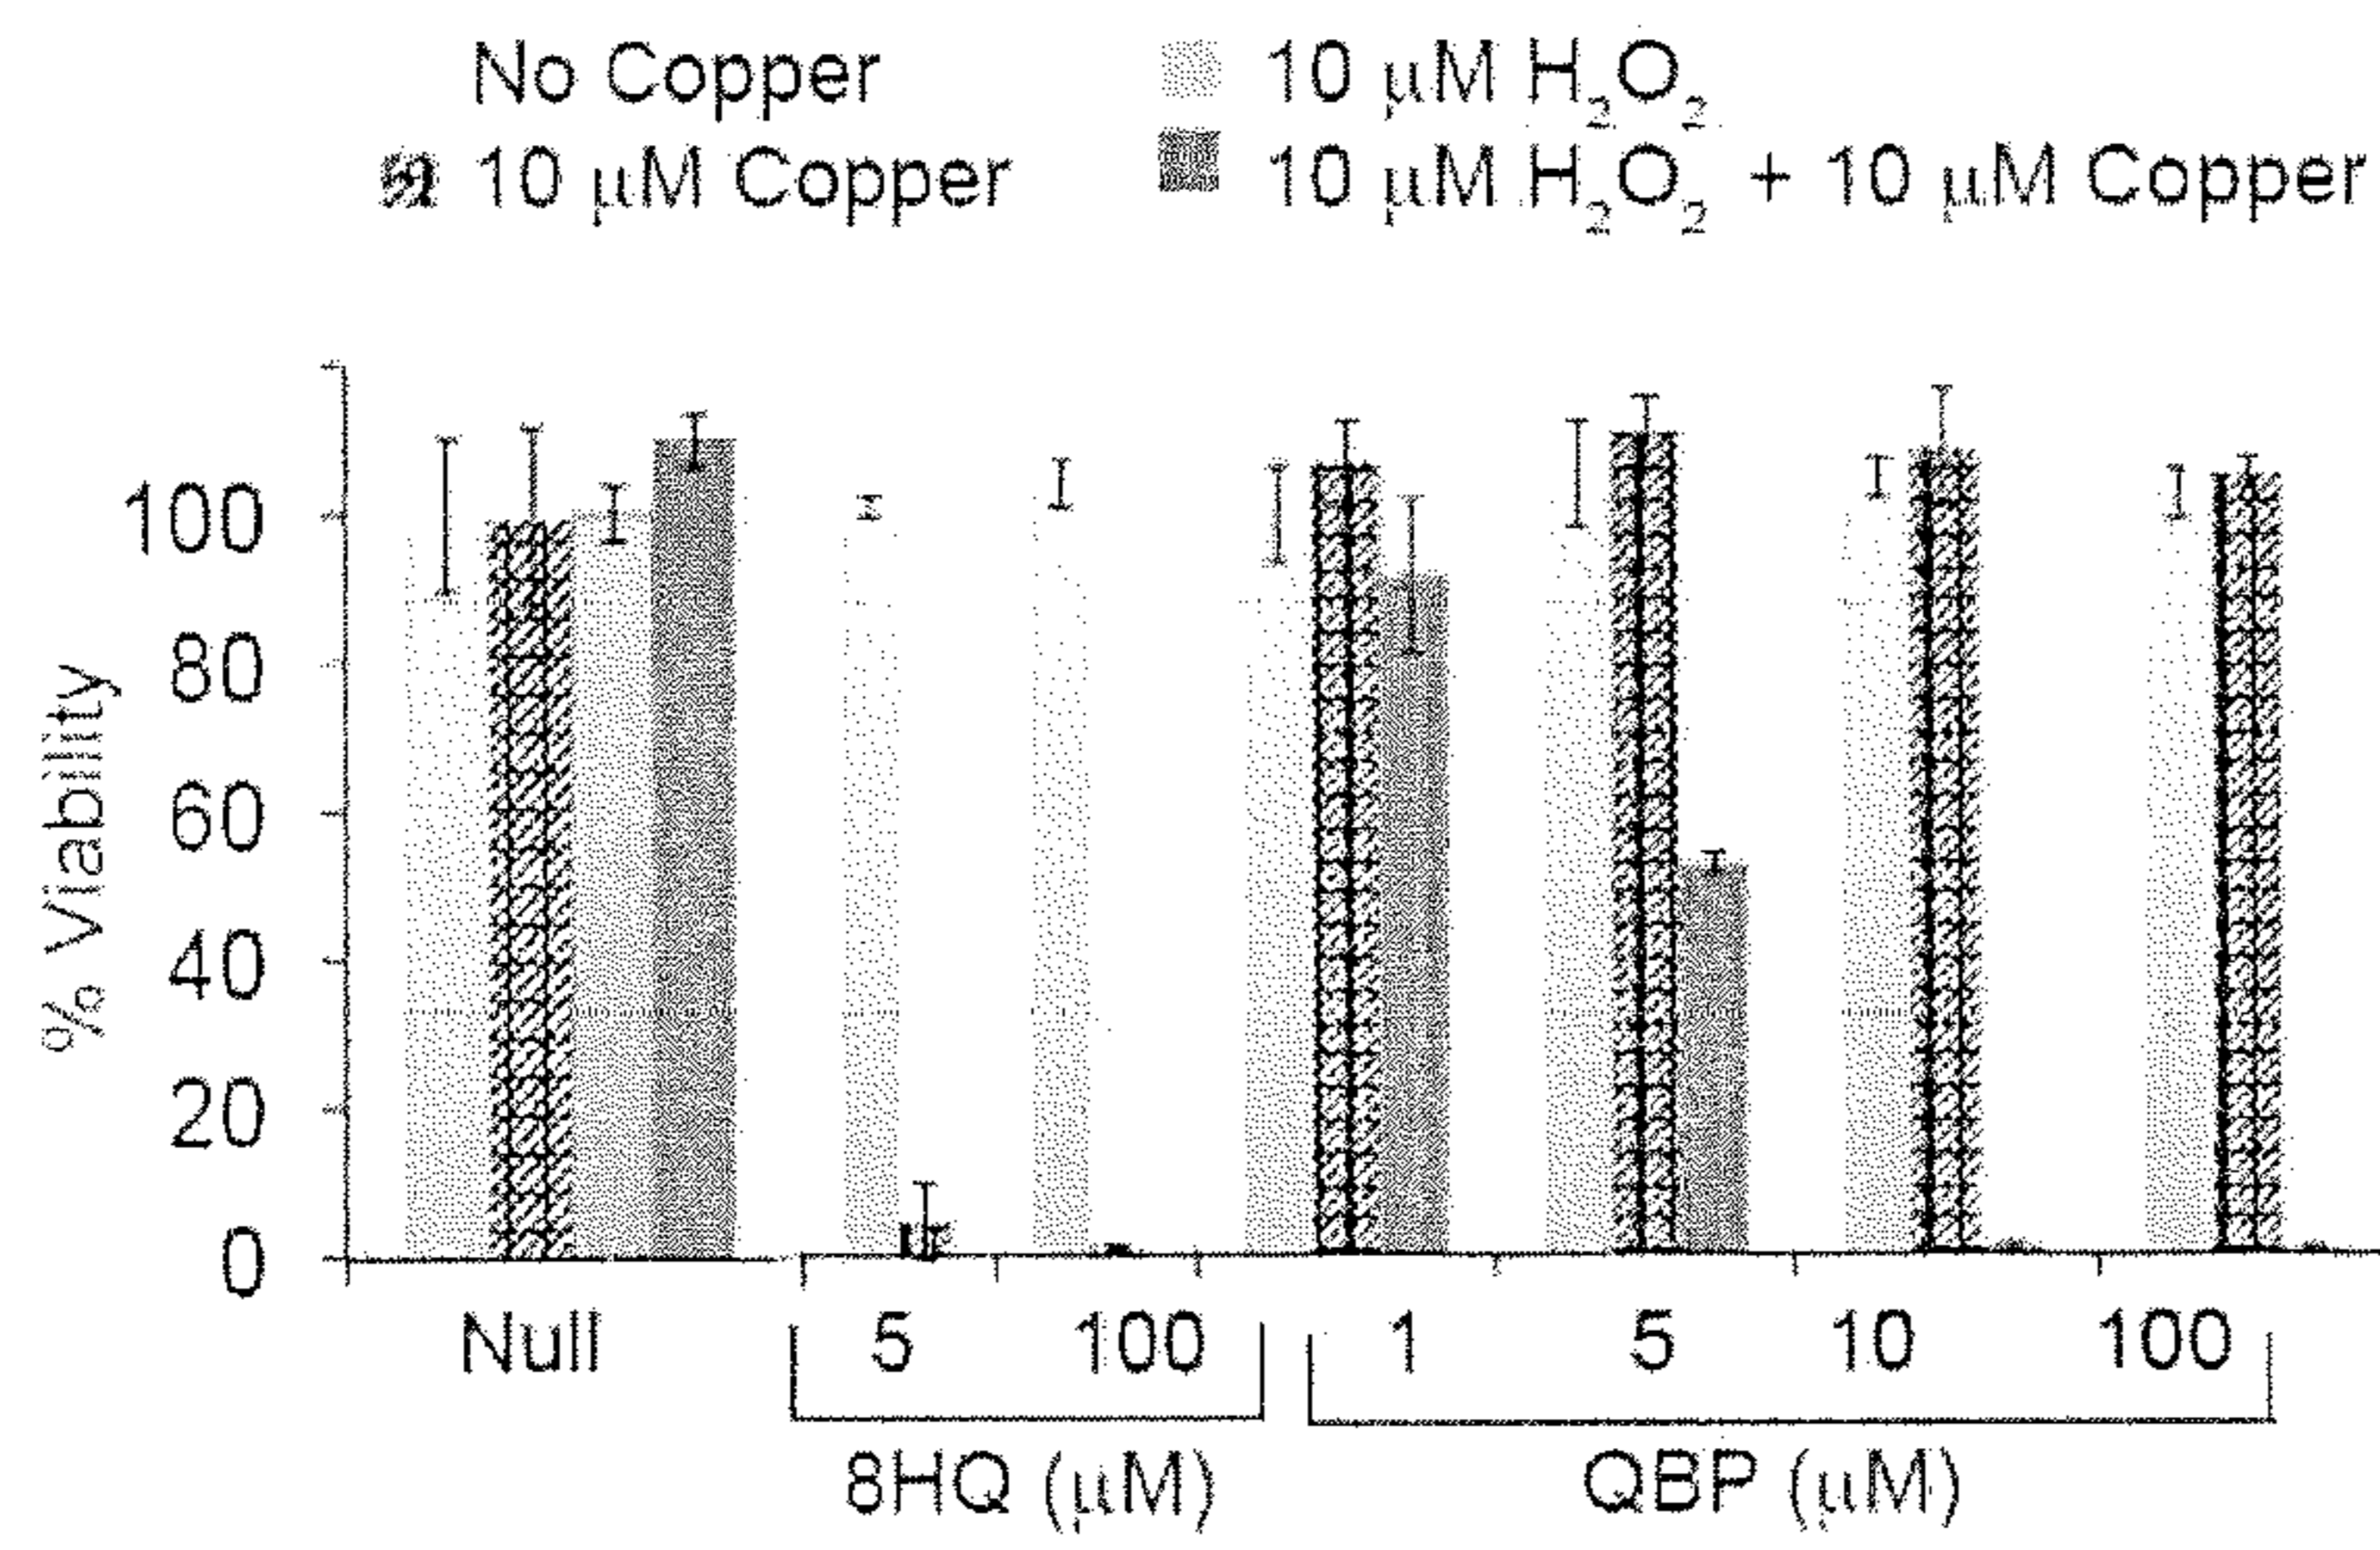 No Copper
10 μM H₂O₂
10 μM Copper
10 μM H₂O₂ + 10 μM Copper
% Viability
100
80
60
40
20
0
Null 5 100 1 5 10 100
8HQ (μM) QBP (μM)